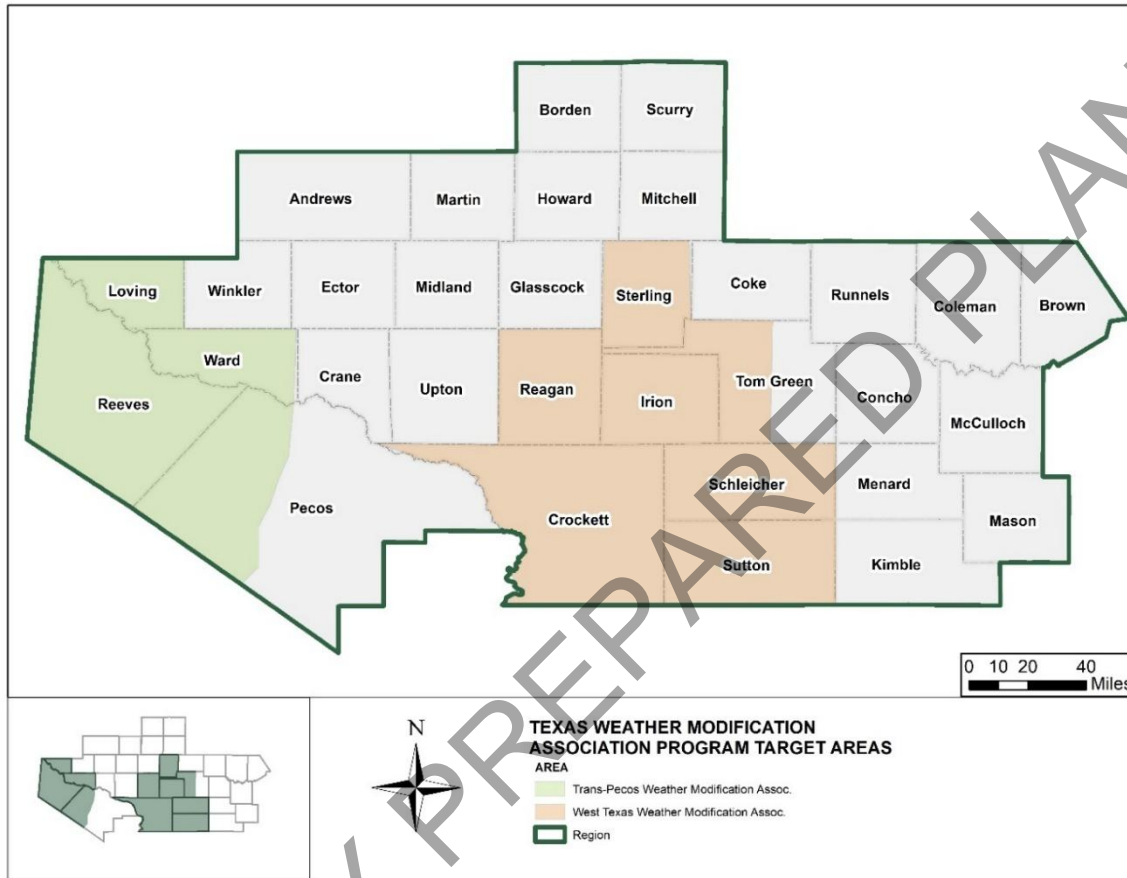 Borden
Scurry
Andrews
Martin
Howard
Mitchell
Loving
Winkler
Ector
Midland
Glasscock
Sterling
Coke
Runnels
Coleman
Brown
Ward
Crane
Upton
Reagan
Irion
Tom Green
Concho
McCulloch
Reeves
Pecos
Crockett
Schleicher
Menard
Mason
Sutton
Kimble
0 10 20 40
Miles
N
TEXAS WEATHER MODIFICATION
ASSOCIATION PROGRAM TARGET AREAS
AREA
Trans-Pecos Weather Modification Assoc.
West Texas Weather Modification Assoc.
Region
PREPARED PLAN